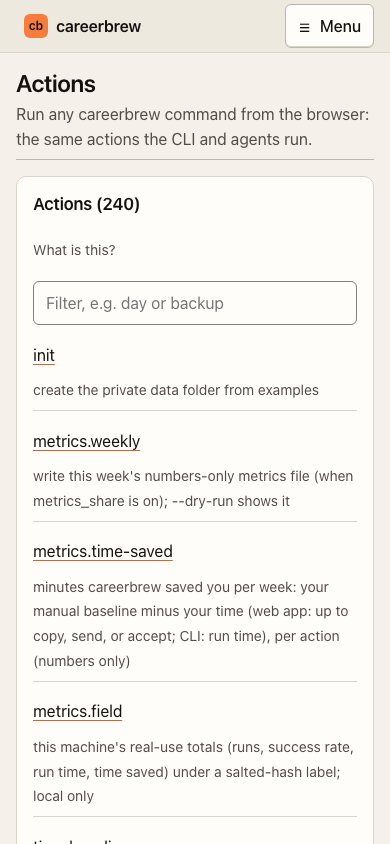 cb careerbrew
☰ Menu
Actions
Run any careerbrew command from the browser:
the same actions the CLI and agents run.
Actions (240)
What is this?
Filter, e.g. day or backup
init
create the private data folder from examples
metrics.weekly
write this week's numbers-only metrics file (when
metrics_share is on); --dry-run shows it
metrics.time-saved
minutes careerbrew saved you per week: your
manual baseline minus your time (web app: up to
copy, send, or accept; CLI: run time), per action
(numbers only)
metrics.field
this machine's real-use totals (runs, success rate,
run time, time saved) under a salted-hash label;
local only